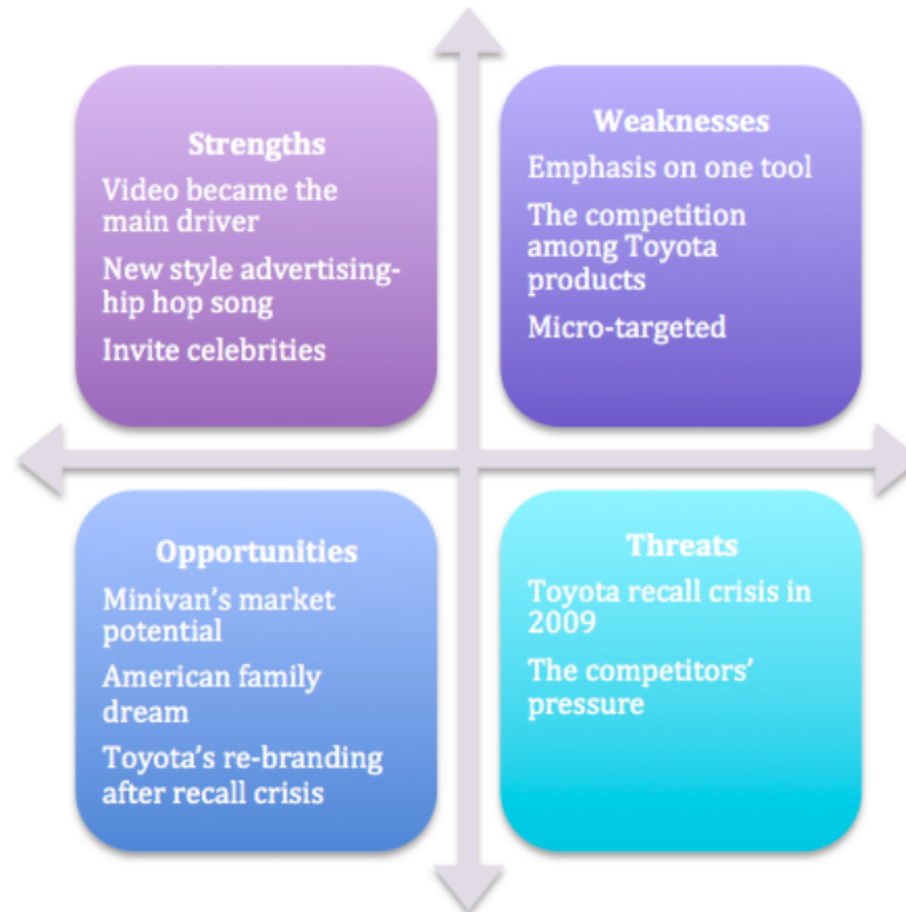 Strengths
Video became the
main driver
New style advertising-
hip hop song
Invite celebrities
Weaknesses
Emphasis on one tool
The competition
among Toyota
products
Micro-targeted
Opportunities
Minivan's market
potential
American family
dream
Toyota's re-branding
after recall crisis
Threats
Toyota recall crisis in
2009
The competitors'
pressure